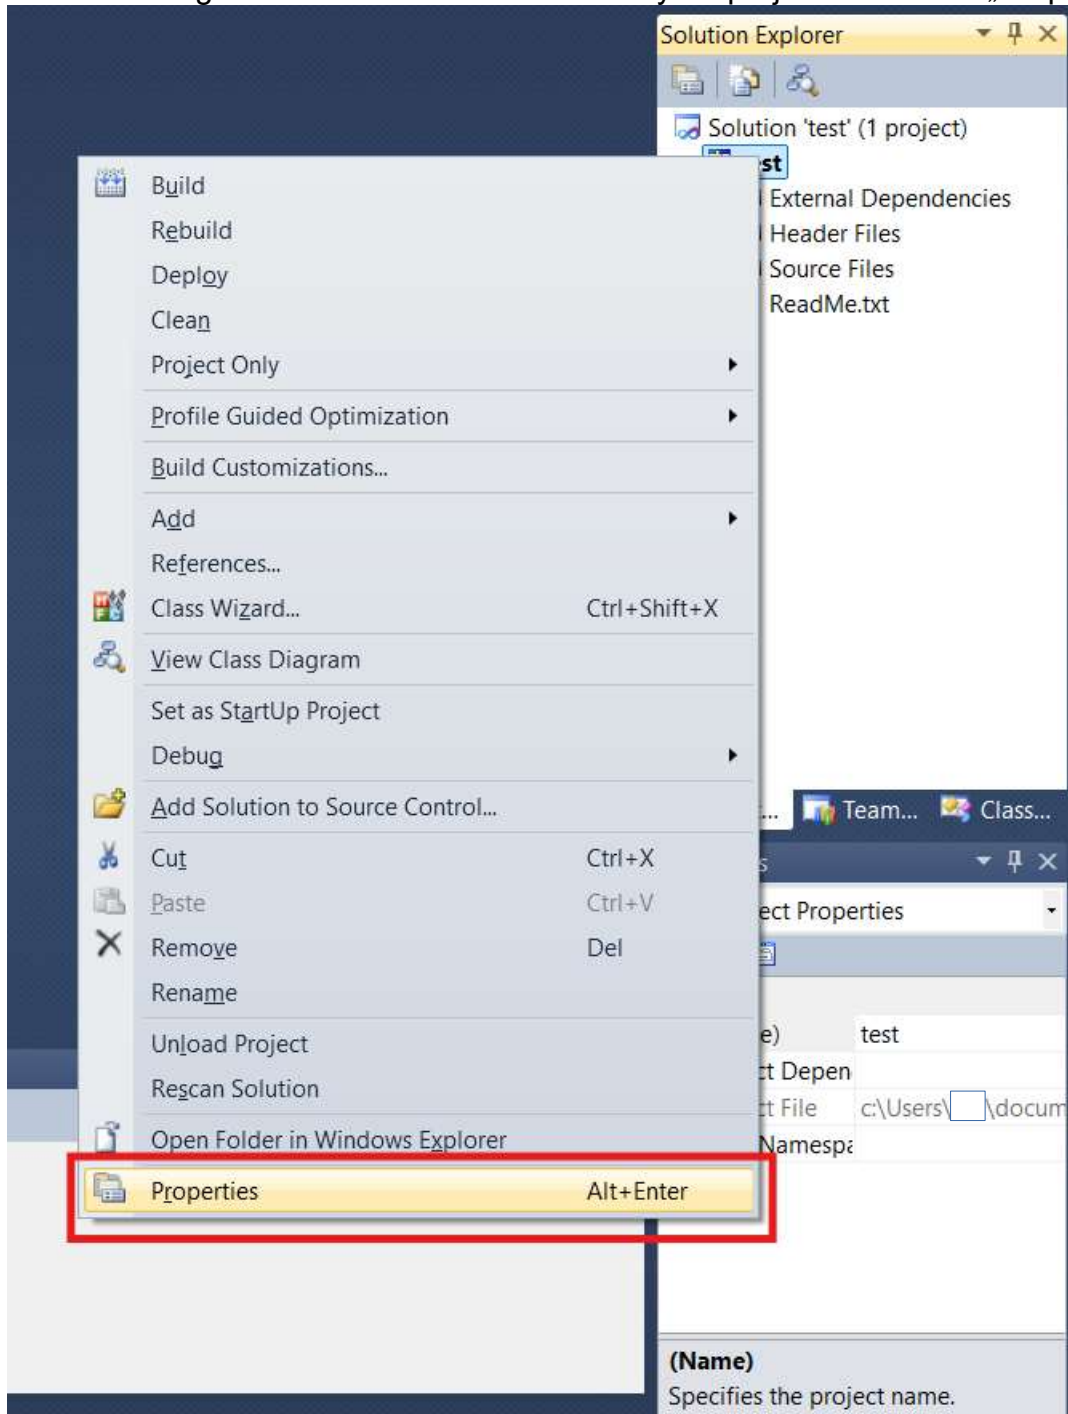 Solution Explorer
Solution 'test' (1 project)
External Dependencies
Header Files
Source Files
ReadMe.txt
Build
Rebuild
Deploy
Clean
Project Only
Profile Guided Optimization
Build Customizations...
Add
References...
Class Wizard... Ctrl+Shift+X
View Class Diagram
Set as StartUp Project
Debug
Add Solution to Source Control...
Cut Ctrl+X
Paste Ctrl+V
Remove Del
Rename
Unload Project
Rescan Solution
Open Folder in Windows Explorer
Properties Alt+Enter
Team... Class...
ect Properties
e) test
ct Depen
ct File c:\Users\ \docum
Namespa
(Name)
Specifies the project name.